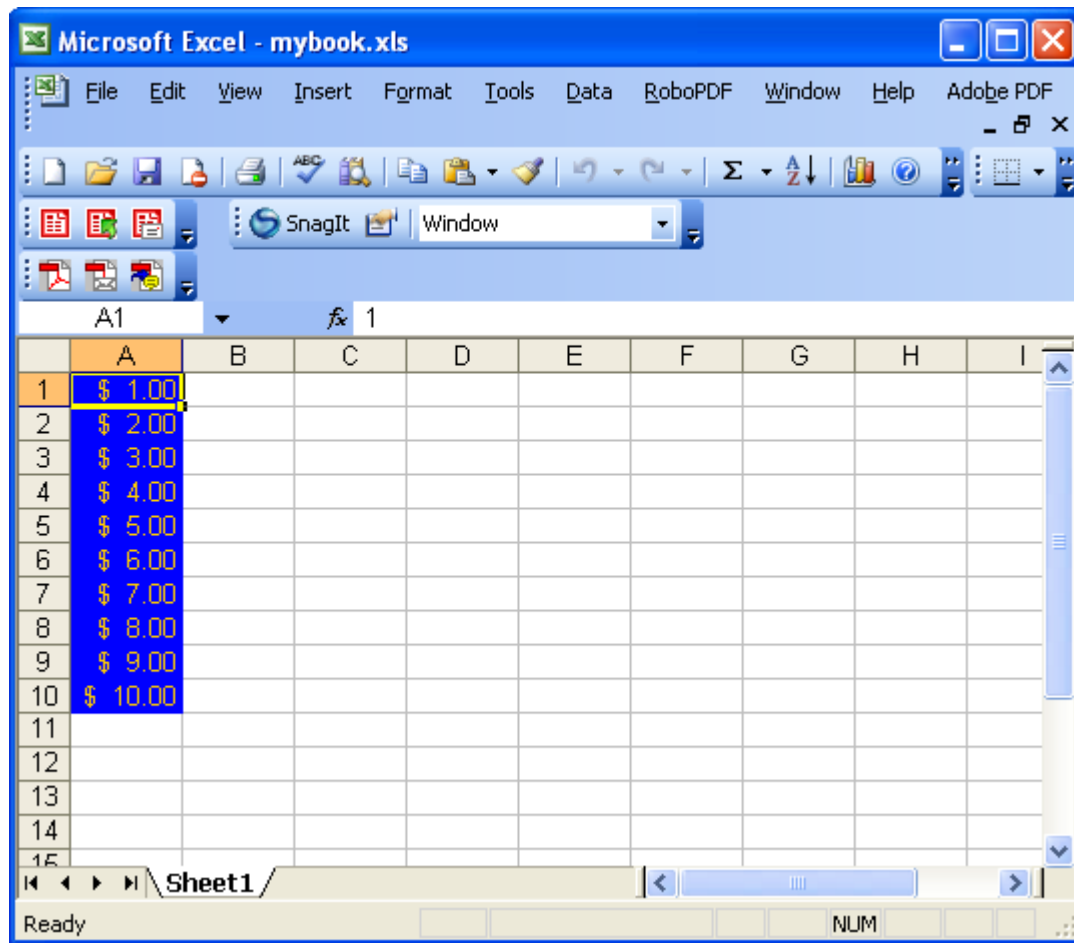 Microsoft Excel - mybook.xls
File Edit View Insert Format Tools Data RoboPDF Window Help Adobe PDF
ABC Σ A Z
SnagIt Window
A1 fx 1
A B C D E F G H I
1 $ 1.00
2 $ 2.00
3 $ 3.00
4 $ 4.00
5 $ 5.00
6 $ 6.00
7 $ 7.00
8 $ 8.00
9 $ 9.00
10 $ 10.00
11
12
13
14
15
Sheet1
Ready NUM